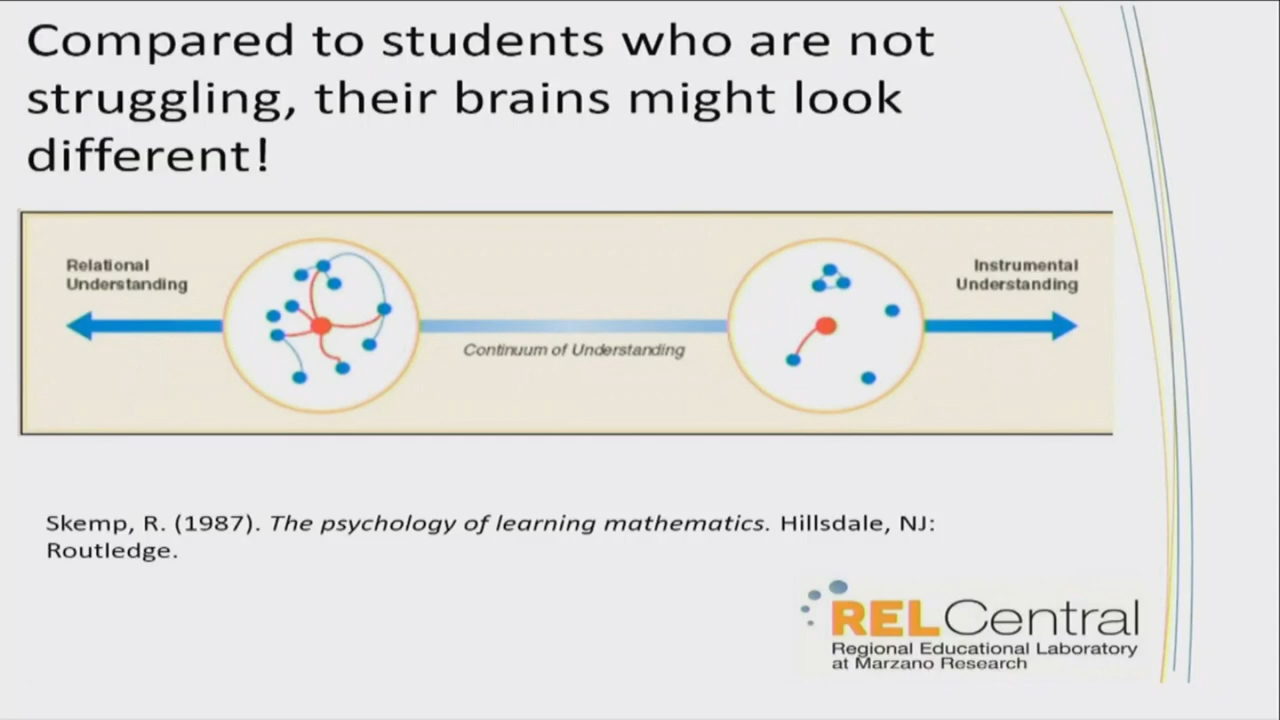 Compared to students who are not
struggling, their brains might look
different!
Relational
Understanding
Continuum of Understanding
Instrumental
Understanding
Skemp, R. (1987). The psychology of learning mathematics. Hillsdale, NJ:
Routledge.
RELCentral
Regional Educational Laboratory
at Marzano Research